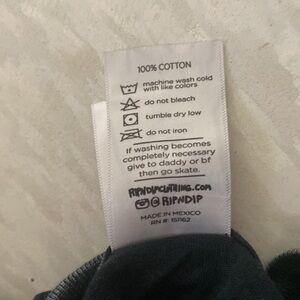 100% COTTON
machine wash cold
with like colors
do not bleach
tumble dry low
do not iron
If washing becomes
completely necessary
give to daddy or bf
then go skate.
RIPNDIPCLOTHING.COM
@RIPNDIP
MADE IN MEXICO
RN #: 151162